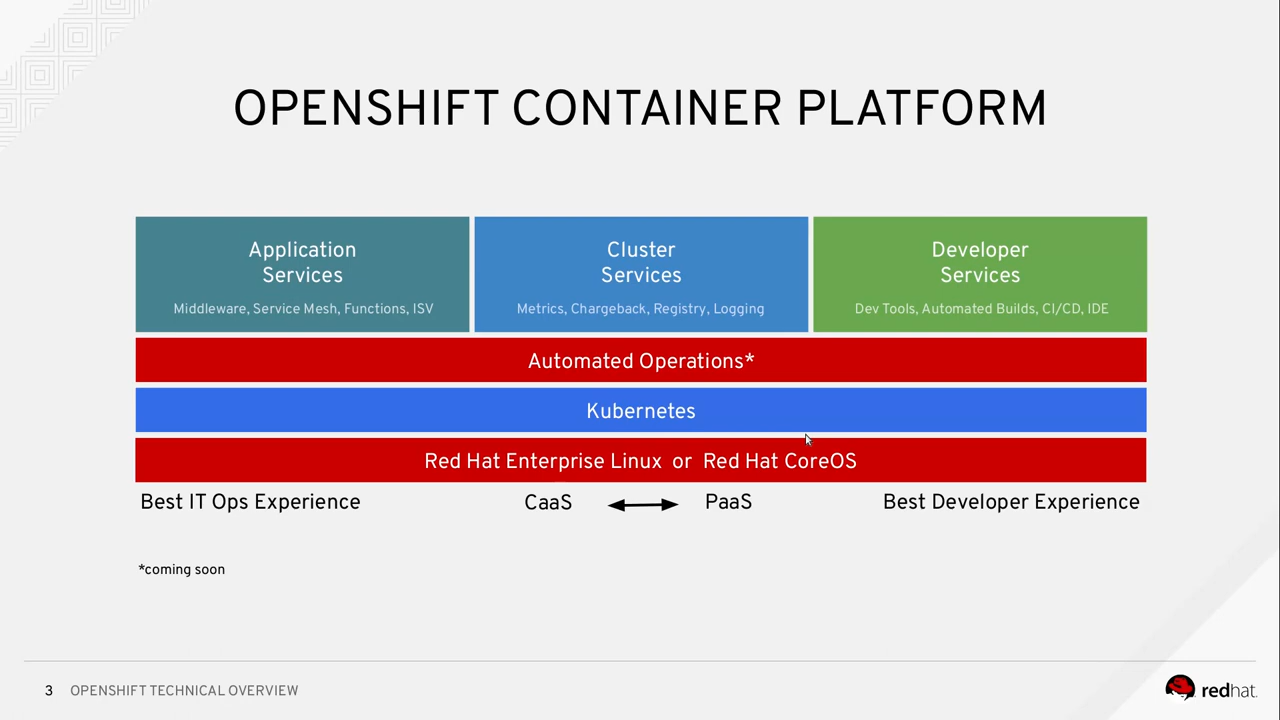 OPENSHIFT CONTAINER PLATFORM
Application
Services
Middleware, Service Mesh, Functions, ISV
Cluster
Services
Metrics, Chargeback, Registry, Logging
Developer
Services
Dev Tools, Automated Builds, CI/CD, IDE
Automated Operations*
Kubernetes
Red Hat Enterprise Linux or Red Hat CoreOS
Best IT Ops Experience
CaaS
PaaS
Best Developer Experience
*coming soon
3 OPENSHIFT TECHNICAL OVERVIEW
redhat.